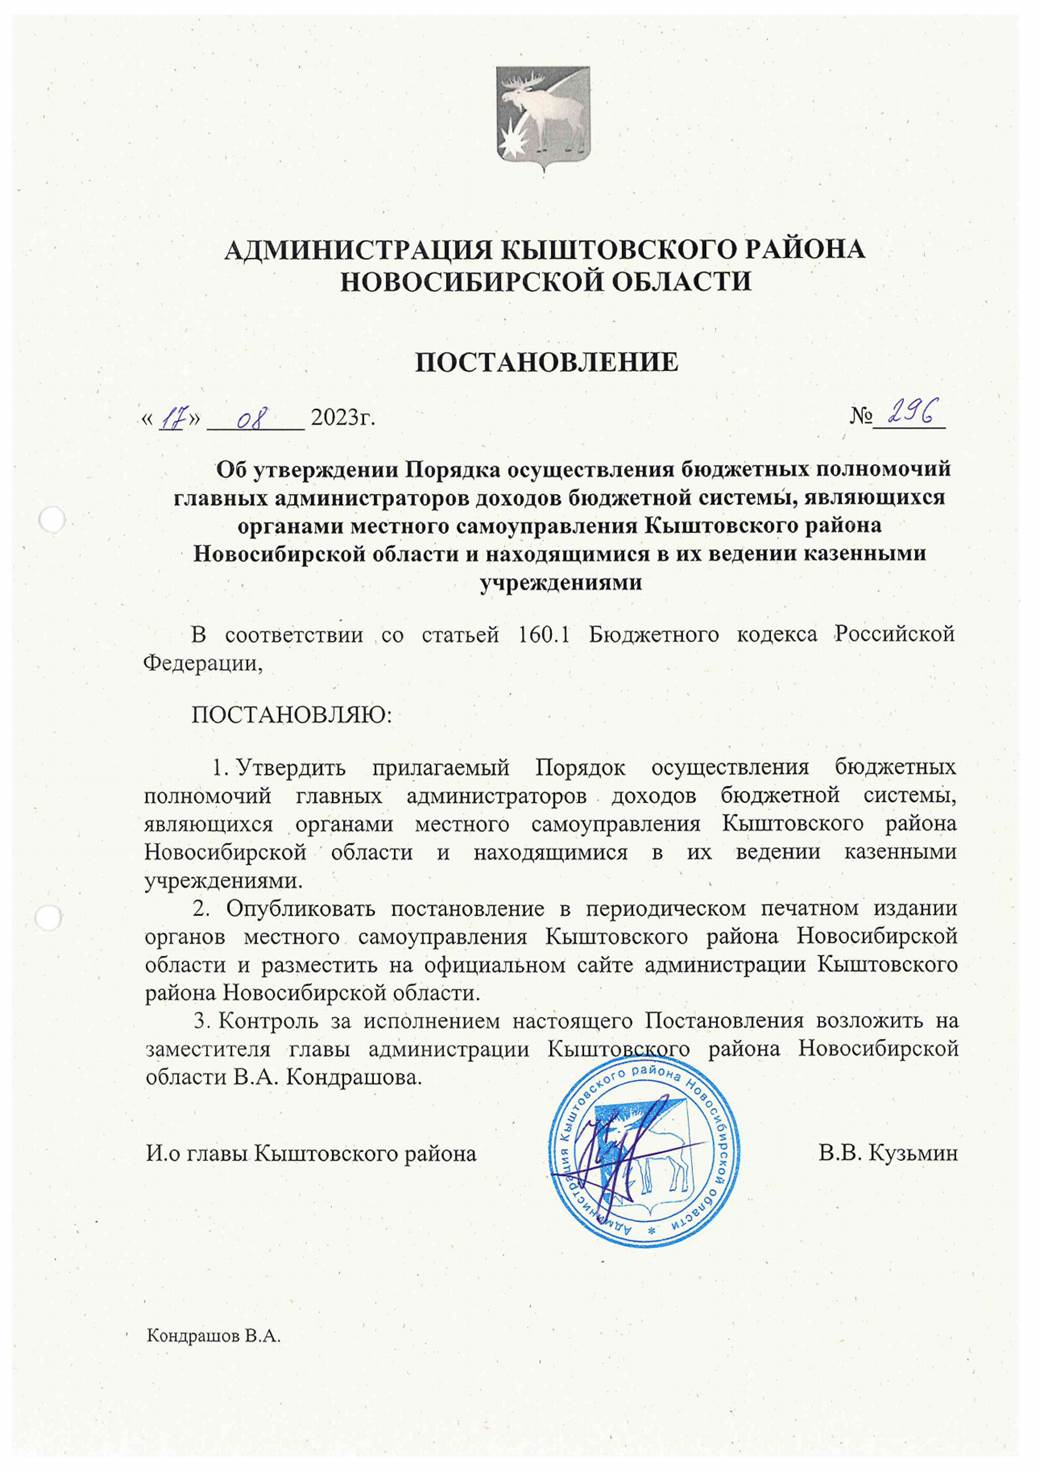 АДМИНИСТРАЦИЯ КЫШТОВСКОГО РАЙОНА
НОВОСИБИРСКОЙ ОБЛАСТИ
ПОСТАНОВЛЕНИЕ
« 17 » 08 2023г. № 296
Об утверждении Порядка осуществления бюджетных полномочий
главных администраторов доходов бюджетной системы, являющихся
органами местного самоуправления Кыштовского района
Новосибирской области и находящимися в их ведении казенными
учреждениями
В соответствии со статьей 160.1 Бюджетного кодекса Российской
Федерации,
ПОСТАНОВЛЯЮ:
1. Утвердить прилагаемый Порядок осуществления бюджетных
полномочий главных администраторов доходов бюджетной системы,
являющихся органами местного самоуправления Кыштовского района
Новосибирской области и находящимися в их ведении казенными
учреждениями.
2. Опубликовать постановление в периодическом печатном издании
органов местного самоуправления Кыштовского района Новосибирской
области и разместить на официальном сайте администрации Кыштовского
района Новосибирской области.
3. Контроль за исполнением настоящего Постановления возложить на
заместителя главы администрации Кыштовского района Новосибирской
области В.А. Кондрашова.
И.о главы Кыштовского района В.В. Кузьмин
Администрация Кыштовского района Новосибирской области *
Кондрашов В.А.